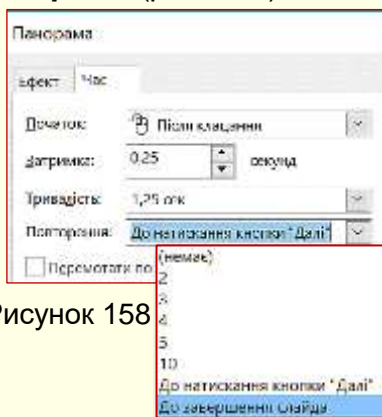 Панорама
Ефект Час
Початок: Після клацання
Затримка: 0,25 секунд
Тривалість: 1,25 сек
Повторення: До натискання кнопки "Далі"
Перемотати по
(немає)
2
3
Рисунок 158
4
5
10
До натискання кнопки "Далі"
До завершення слайда